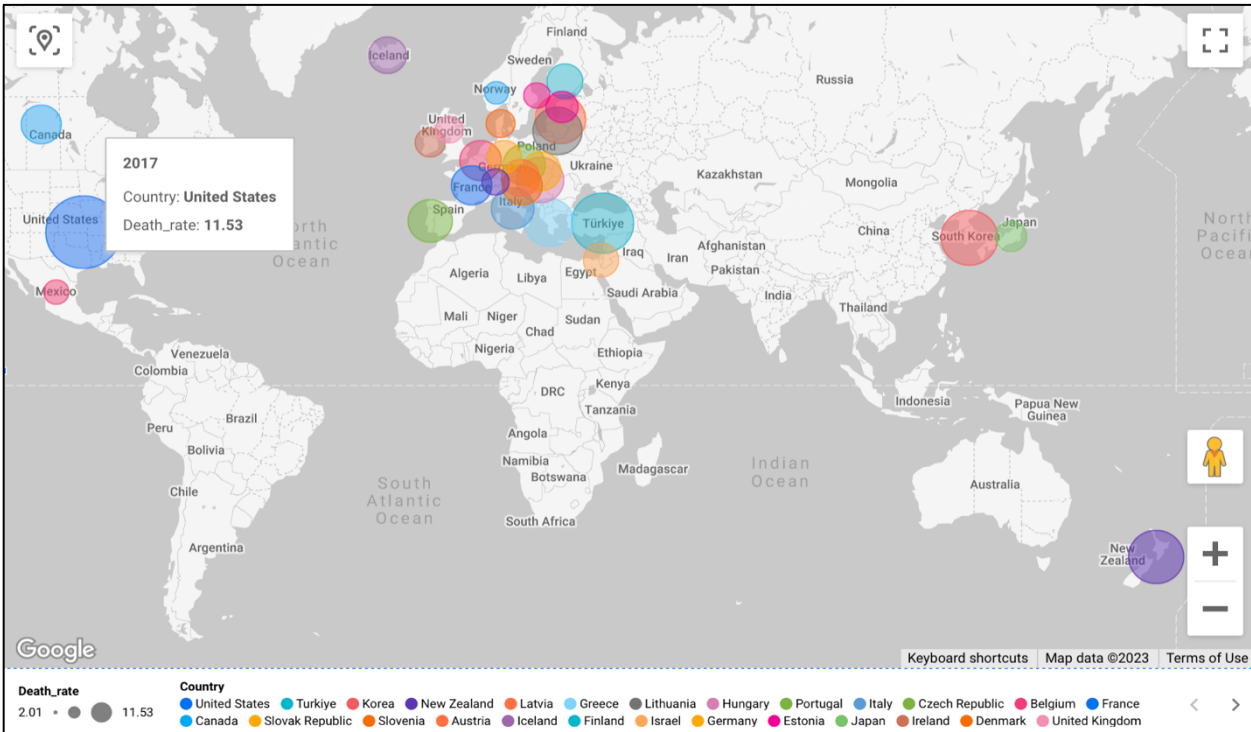 Finland
Iceland
Sweden
Russia
Norway
Canada
United
Kingdom
Poland
Ukraine
Kazakhstan
Mongolia
France
Italy
Spain
Türkiye
2017
Country: United States
Death_rate: 11.53
United States
Ocean
China
South Korea
Japan
North
Pacific
Ocean
Afghanistan
Iraq
Iran
Pakistan
Algeria
Libya
Egypt
Saudi Arabia
India
Mexico
Mali
Niger
Chad
Sudan
Thailand
Nigeria
Ethiopia
Venezuela
Colombia
DRC
Kenya
Tanzania
Indonesia
Papua New
Guinea
Brazil
Peru
Angola
Bolivia
Namibia
Botswana
Madagascar
Indian
Ocean
Australia
South
Atlantic
Ocean
Chile
South Africa
Argentina
New
Zealand
Google
Keyboard shortcuts
Map data ©2023
Terms of Use
Death_rate
2.01
11.53
Country
United States Turkiye Korea New Zealand Latvia Greece Lithuania Hungary Portugal Italy Czech Republic Belgium France
Canada Slovak Republic Slovenia Austria Iceland Finland Israel Germany Estonia Japan Ireland Denmark United Kingdom